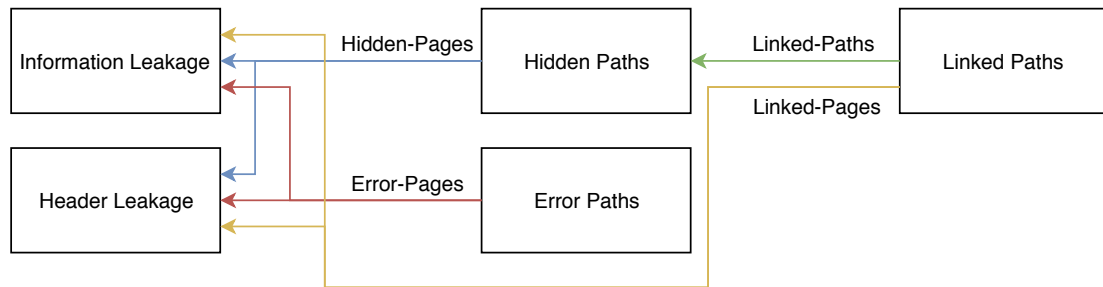 Information Leakage
Hidden-Pages
Hidden Paths
Linked-Paths
Linked Paths
Linked-Pages
Header Leakage
Error-Pages
Error Paths